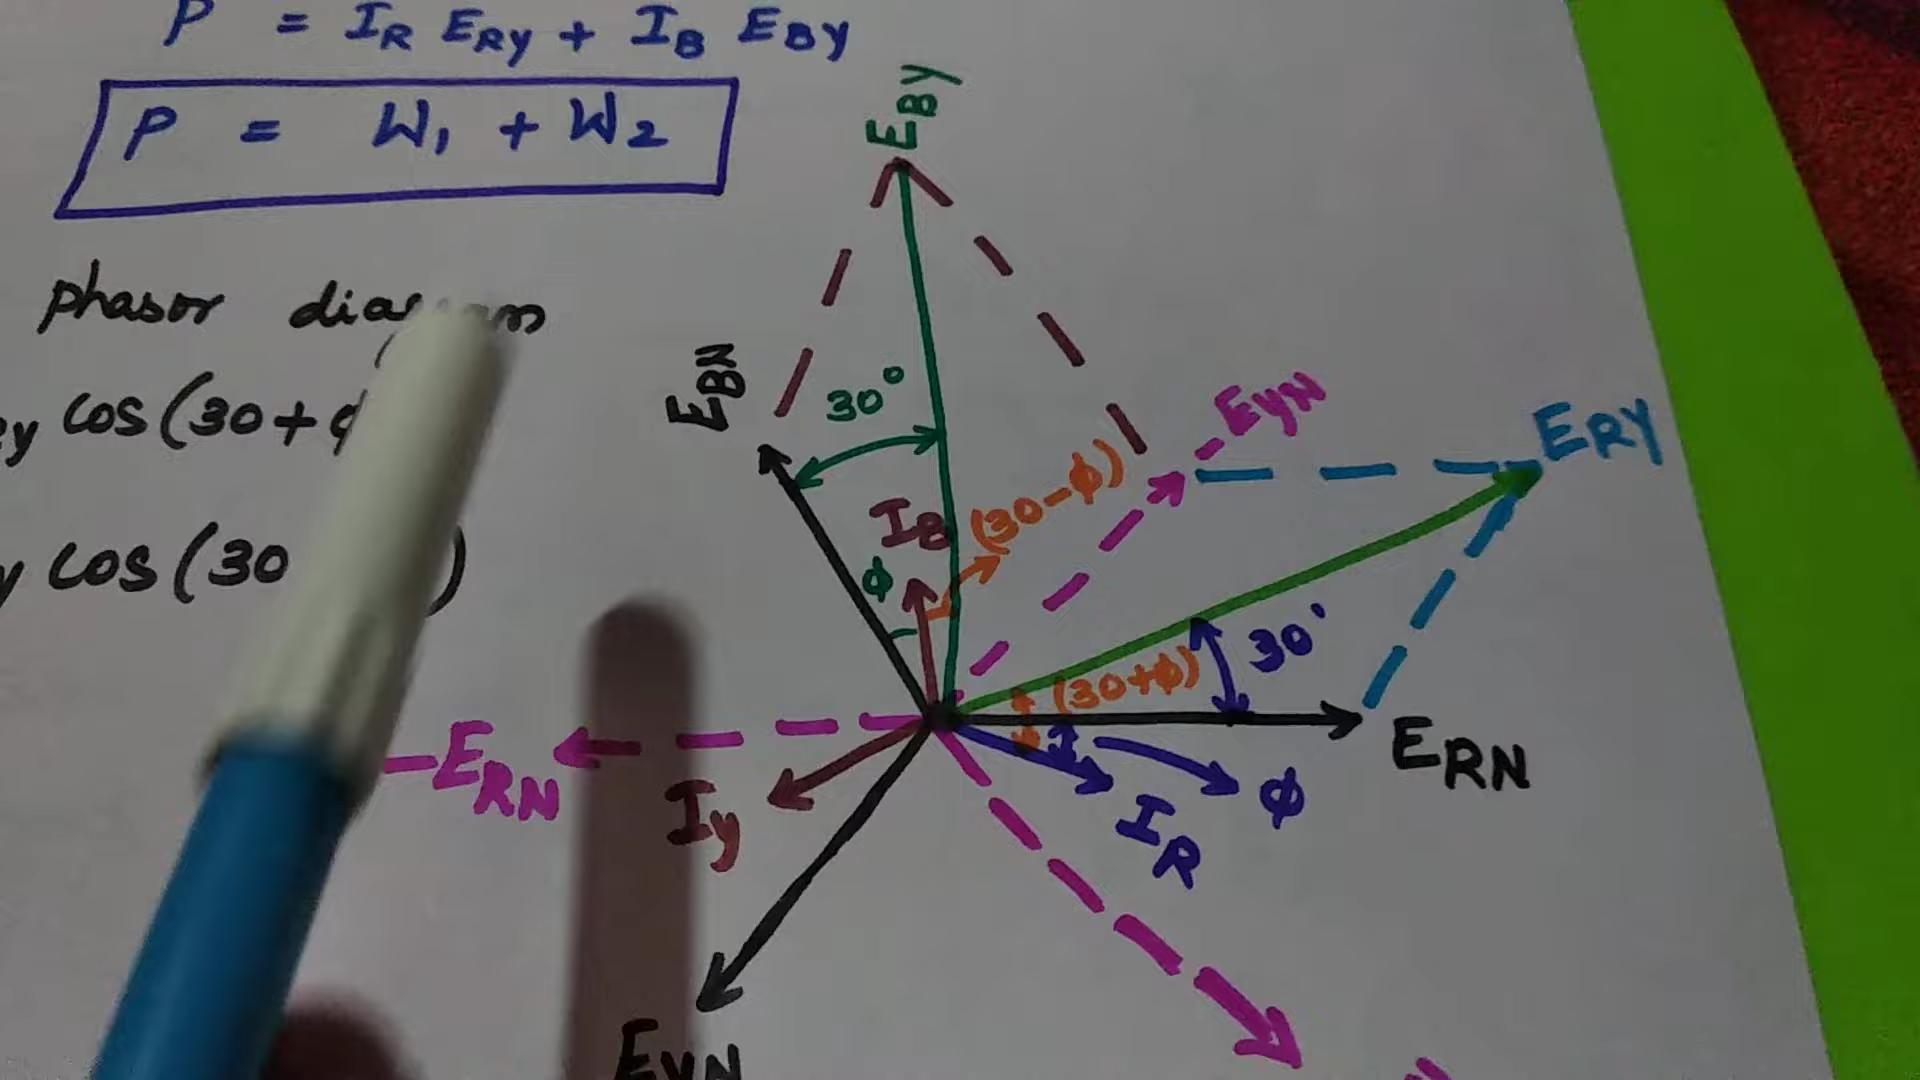 P = IR ERY + IB EBY
P = W1 + W2
phasor
cos(30+
cos(30
EBY
EBN
30°
IB
(30-ϕ)
ϕ
-EYN
ERY
30°
(30+ϕ)
ERN
ϕ
IR
-ERN
Iy
EYN